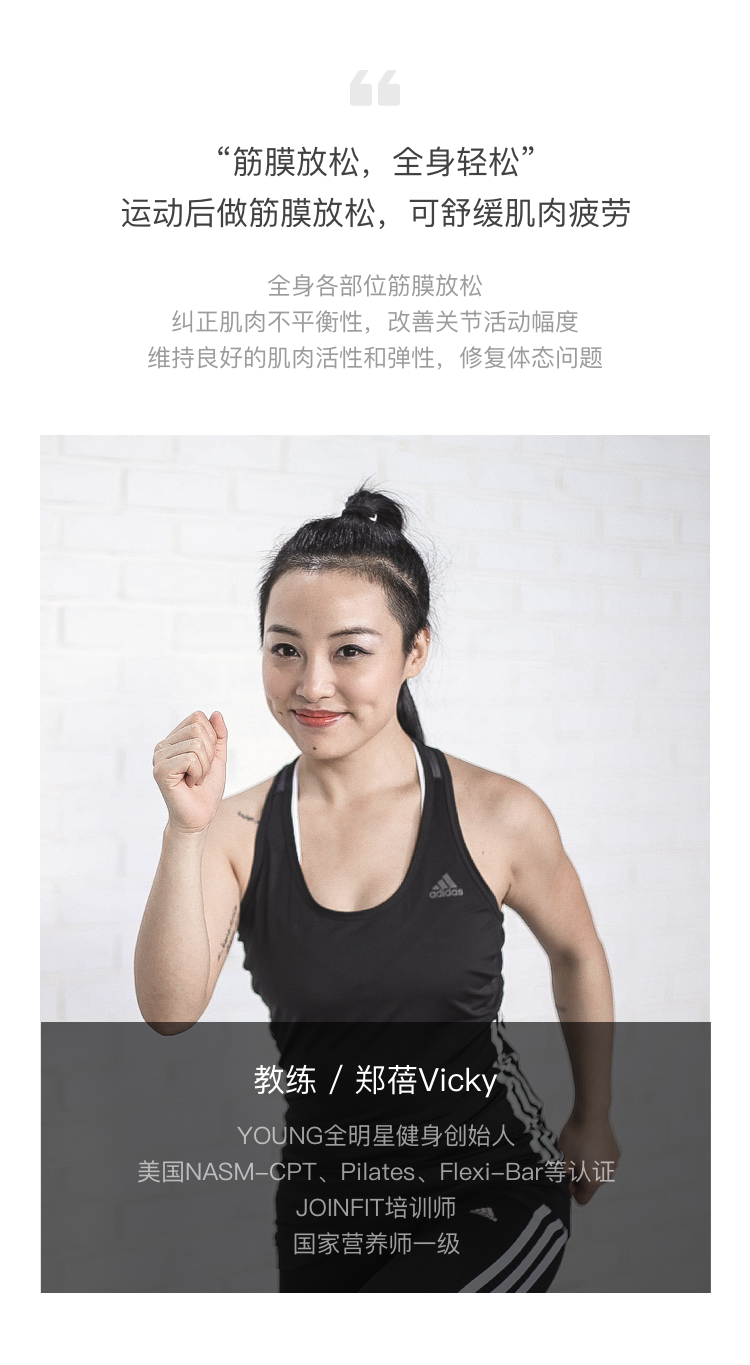 “筋膜放松，全身轻松”
运动后做筋膜放松，可舒缓肌肉疲劳
全身各部位筋膜放松
纠正肌肉不平衡性，改善关节活动幅度
维持良好的肌肉活性和弹性，修复体态问题
adidas
教练 / 郑蓓Vicky
YOUNG全明星健身创始人
美国NASM-CPT、Pilates、Flexi-Bar等认证
JOINFIT培训师
国家营养师一级